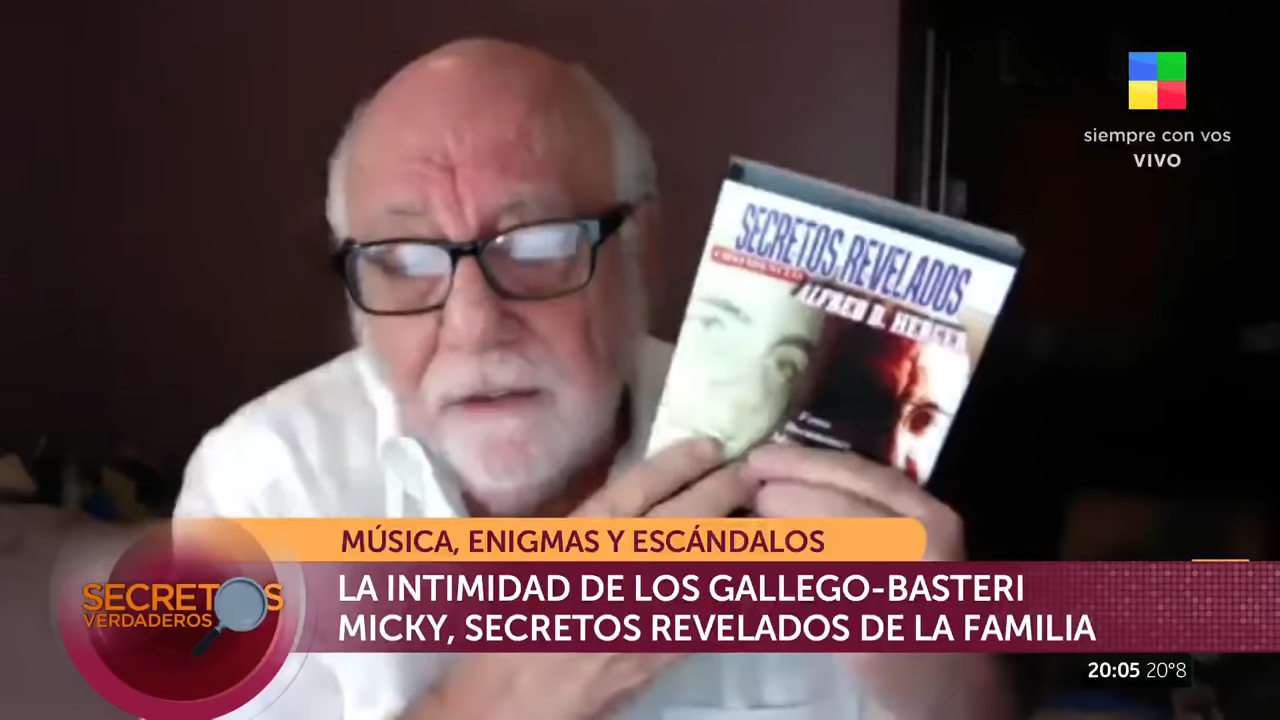 siempre con vos
VIVO
SECRETOS REVELADOS
ALFREDO
MÚSICA, ENIGMAS Y ESCÁNDALOS
SECRETOS
VERDADEROS
LA INTIMIDAD DE LOS GALLEGO-BASTERI
MICKY, SECRETOS REVELADOS DE LA FAMILIA
20:05 20°8